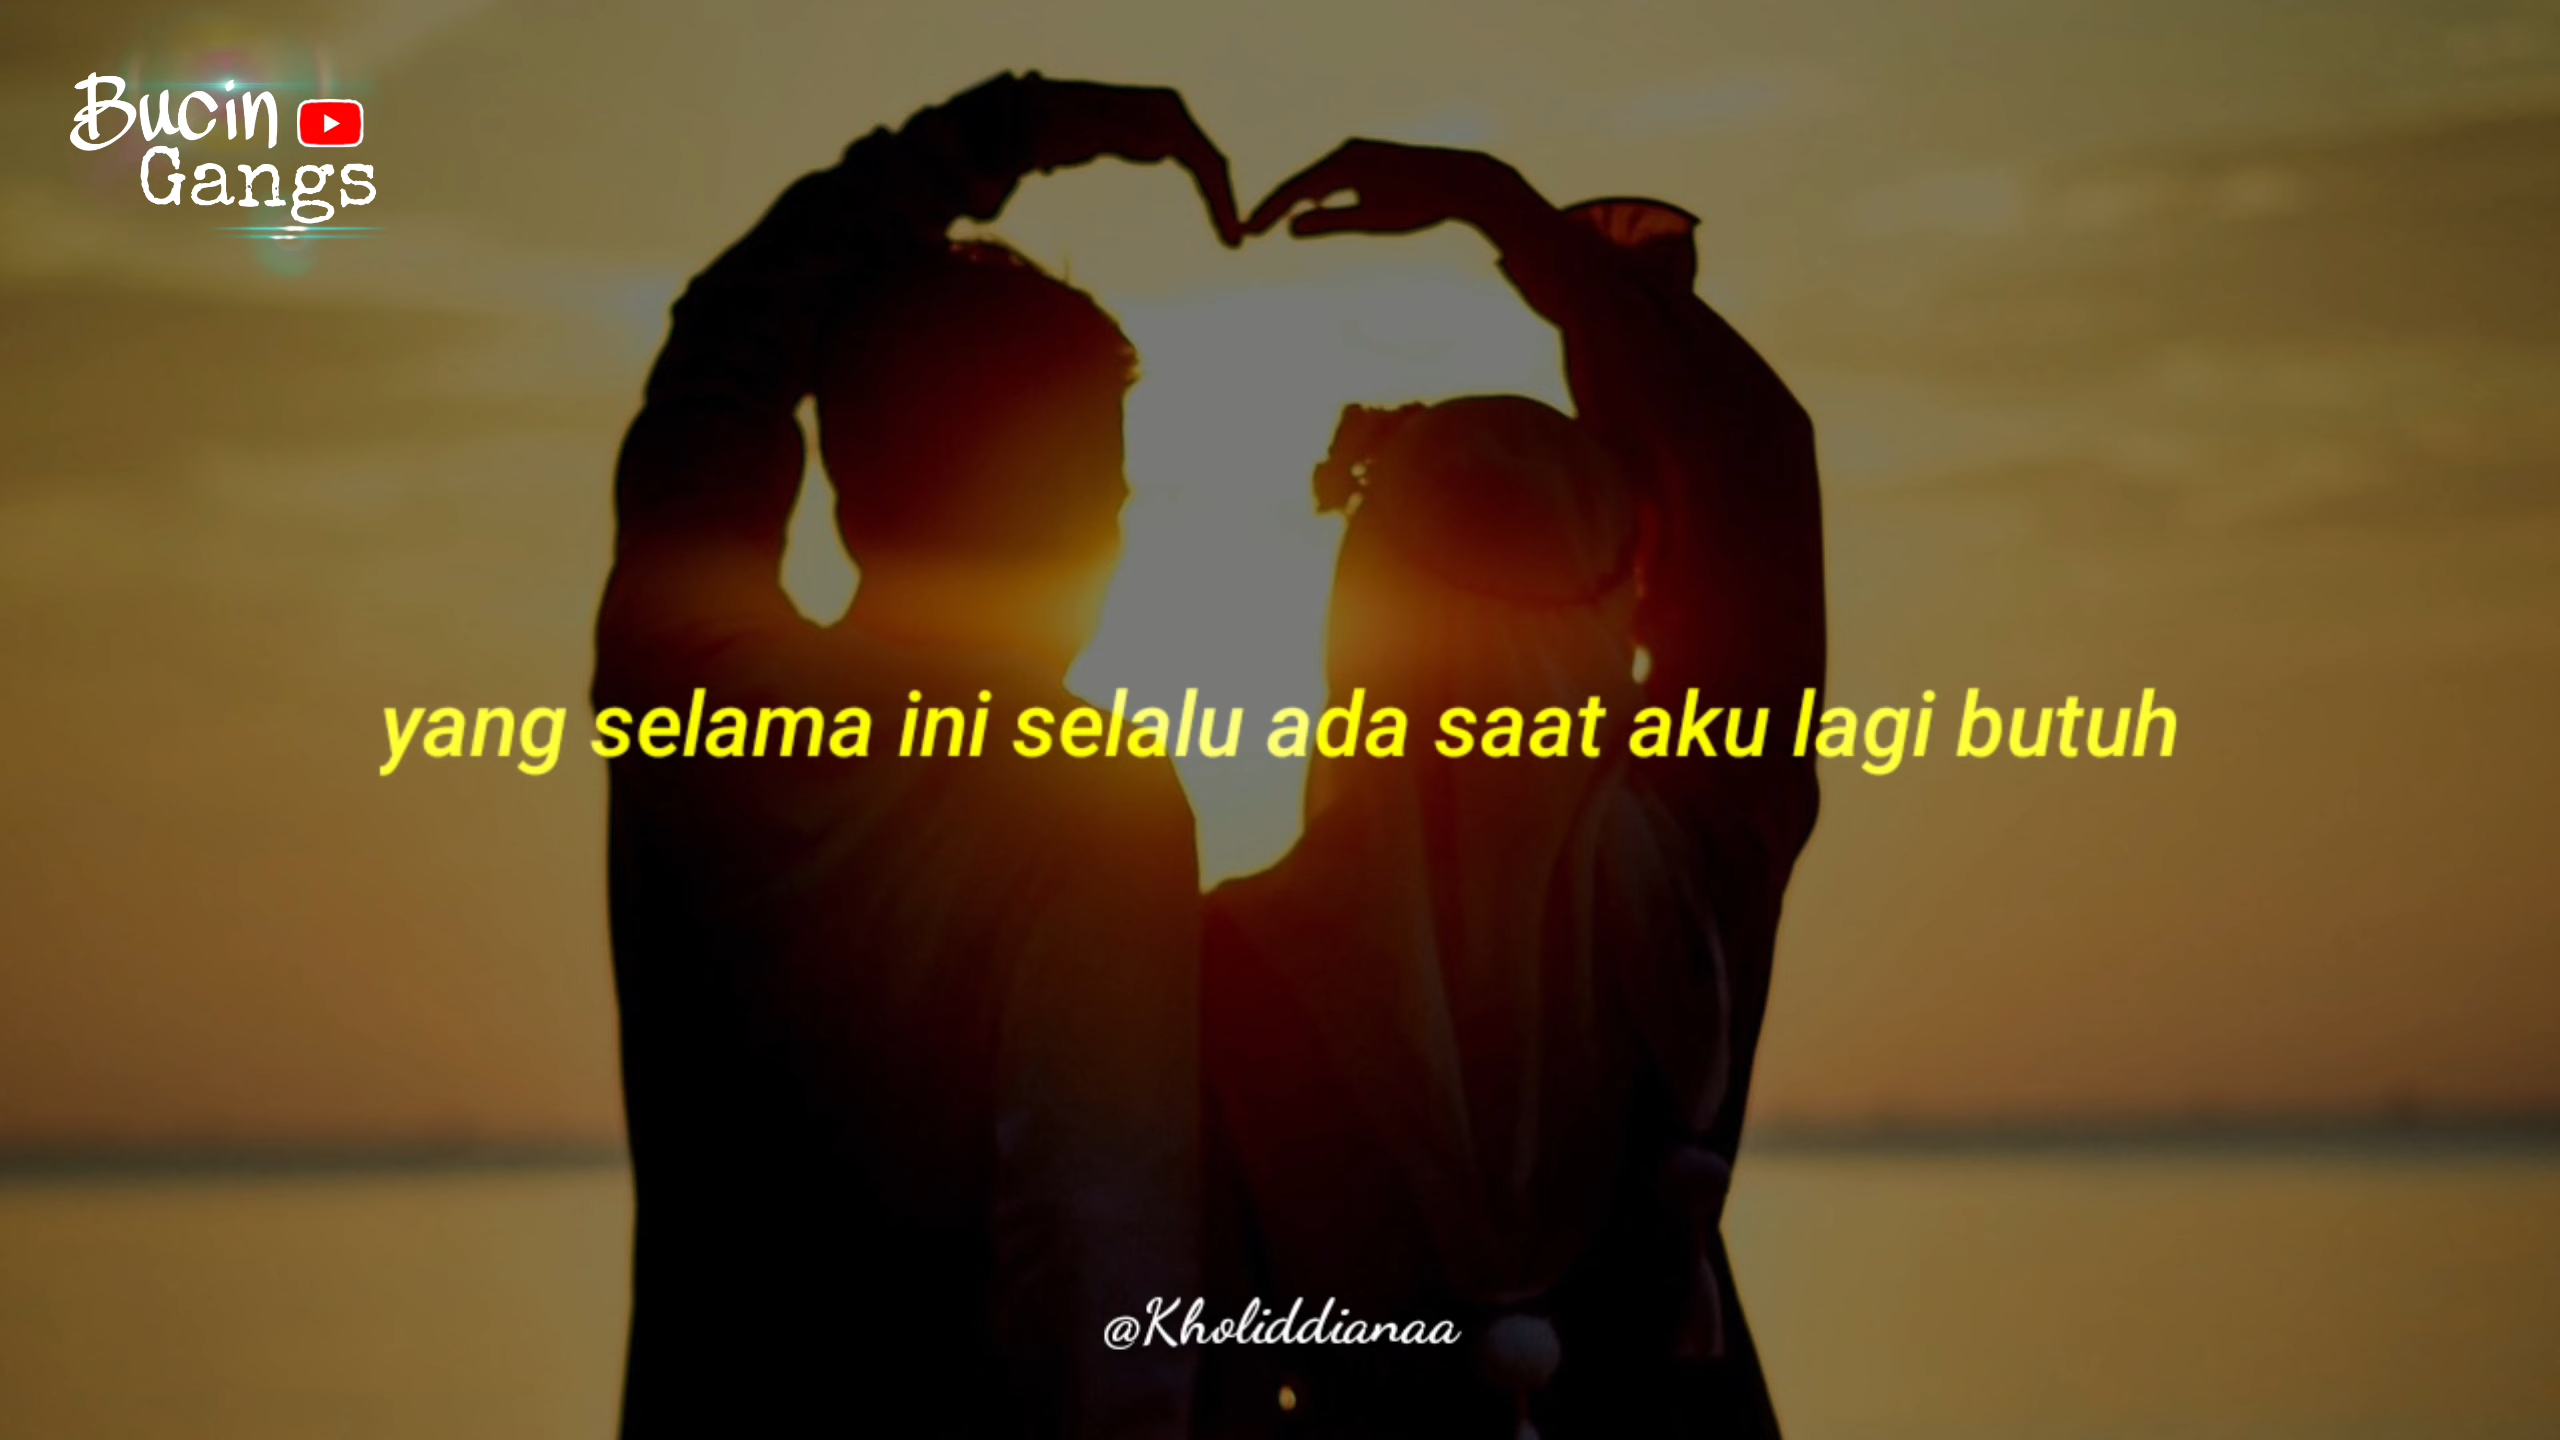 Bucin
Gangs
yang selama ini selalu ada saat aku lagi butuh
@Kholiddianaa